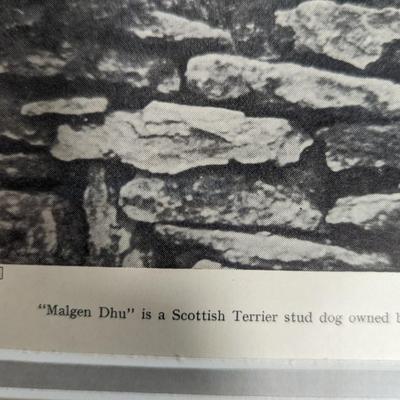 "Malgen Dhu" is a Scottish Terrier stud dog owned